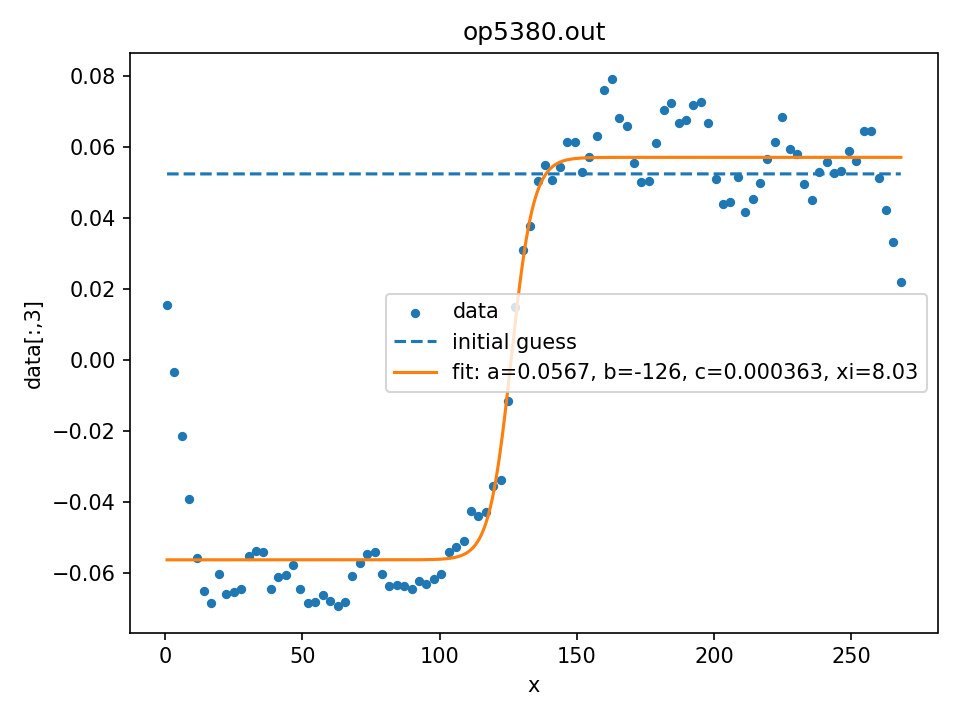 op5380.out
0.08
0.06
0.04
0.02
0.00
−0.02
−0.04
−0.06
data[:,3]
data
initial guess
fit: a=0.0567, b=-126, c=0.000363, xi=8.03
0 50 100 150 200 250
x